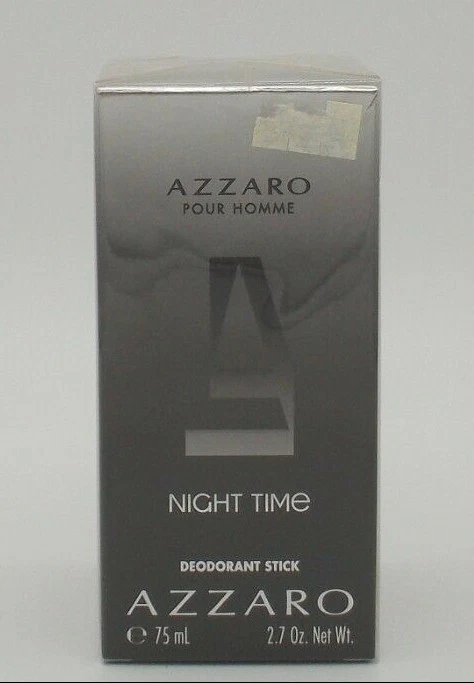 AZZARO
POUR HOMME
NIGHT TIME
DEODORANT STICK
AZZARO
℮ 75 mL 2.7 Oz. Net Wt.